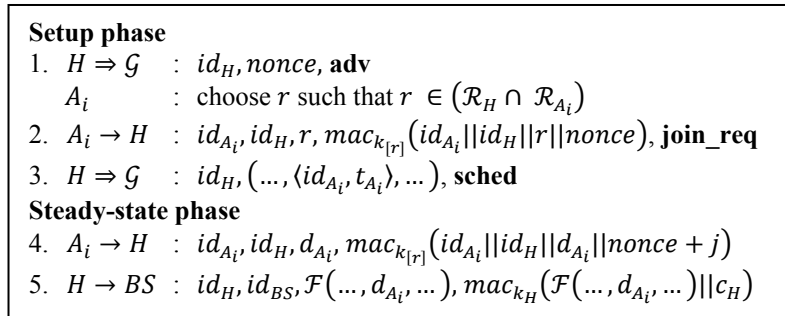 Setup phase
1. H ⇒ 𝒢 : id_H, nonce, adv
A_i : choose r such that r ∈ (ℛ_H ∩ ℛ_{A_i})
2. A_i → H : id_{A_i}, id_H, r, mac_{k_{[r]}}(id_{A_i}||id_H||r||nonce), join_req
3. H ⇒ 𝒢 : id_H, (…, ⟨id_{A_i}, t_{A_i}⟩, …), sched
Steady-state phase
4. A_i → H : id_{A_i}, id_H, d_{A_i}, mac_{k_{[r]}}(id_{A_i}||id_H||d_{A_i}||nonce + j)
5. H → BS : id_H, id_{BS}, ℱ(…, d_{A_i}, …), mac_{k_H}(ℱ(…, d_{A_i}, …)||c_H)